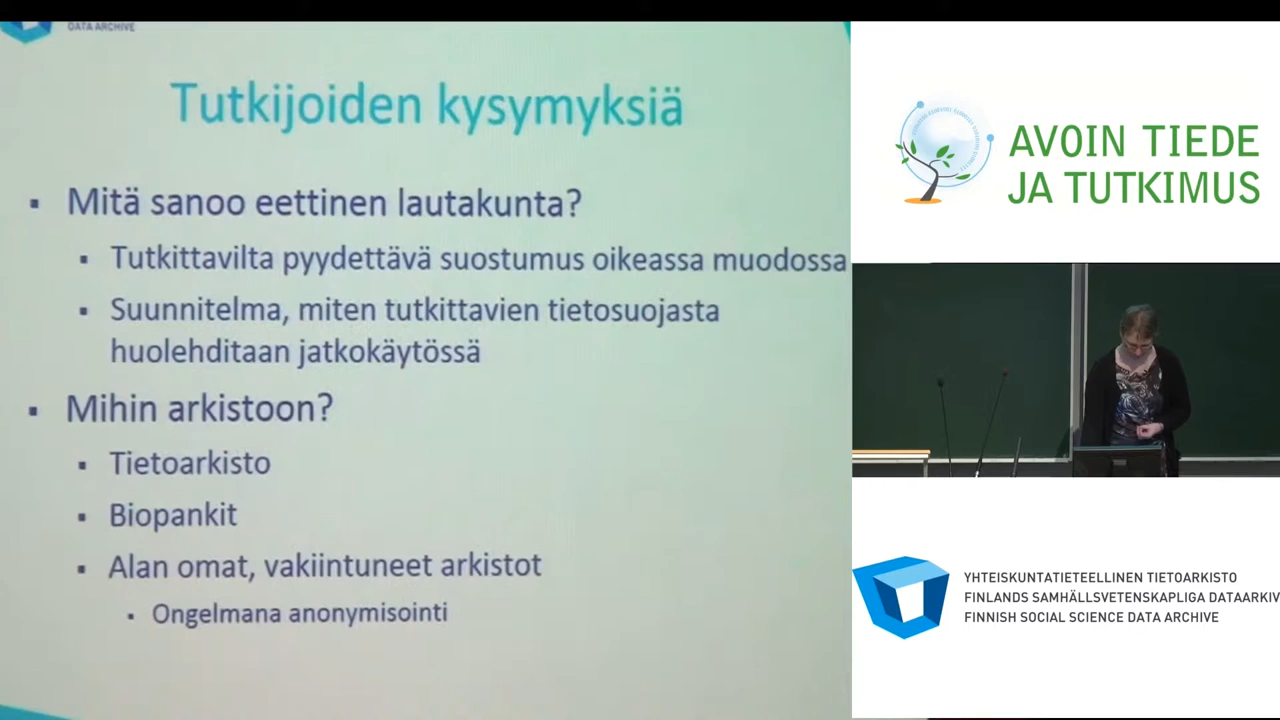 DATA ARCHIVE
Tutkijoiden kysymyksiä
▪ Mitä sanoo eettinen lautakunta?
▪ Tutkittavilta pyydettävä suostumus oikeassa muodossa
▪ Suunnitelma, miten tutkittavien tietosuojasta
huolehditaan jatkokäytössä
▪ Mihin arkistoon?
▪ Tietoarkisto
▪ Biopankit
▪ Alan omat, vakiintuneet arkistot
▪ Ongelmana anonymisointi
AVOIN TIEDE
JA TUTKIMUS
YHTEISKUNTATIETEELLINEN TIETOARKISTO
FINLANDS SAMHÄLLSVETENSKAPLIGA DATAARKIV
FINNISH SOCIAL SCIENCE DATA ARCHIVE